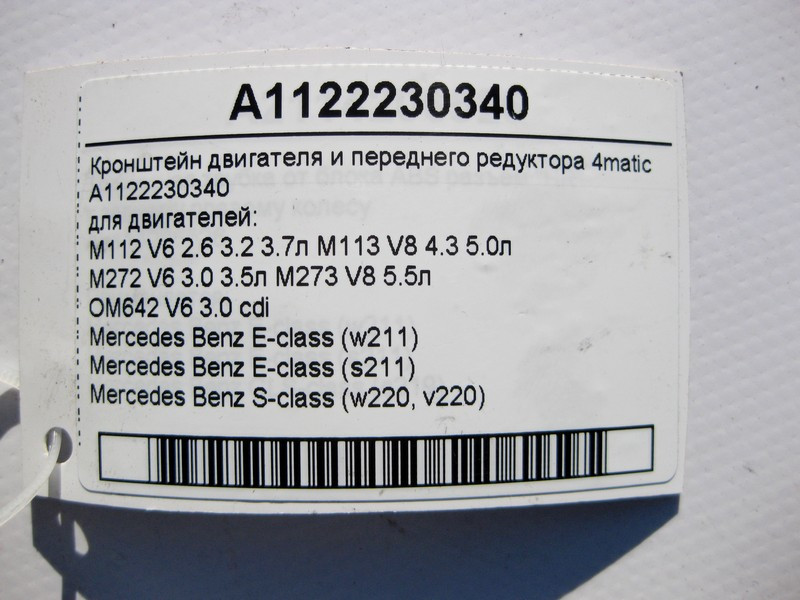 A1122230340
Кронштейн двигателя и переднего редуктора 4matic
A1122230340
для двигателей:
M112 V6 2.6 3.2 3.7л M113 V8 4.3 5.0л
M272 V6 3.0 3.5л M273 V8 5.5л
OM642 V6 3.0 cdi
Mercedes Benz E-class (w211)
Mercedes Benz E-class (s211)
Mercedes Benz S-class (w220, v220)